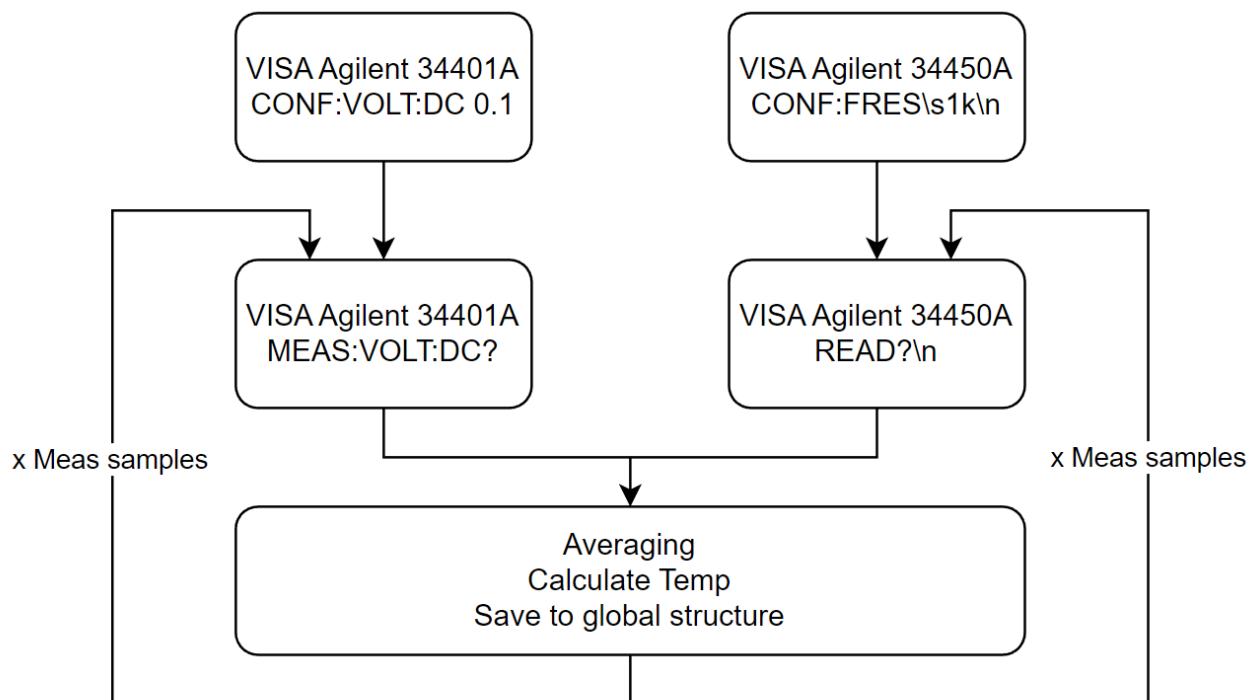 VISA Agilent 34401A
CONF:VOLT:DC 0.1
VISA Agilent 34450A
CONF:FRES\s1k\n
VISA Agilent 34401A
MEAS:VOLT:DC?
VISA Agilent 34450A
READ?\n
x Meas samples
x Meas samples
Averaging
Calculate Temp
Save to global structure